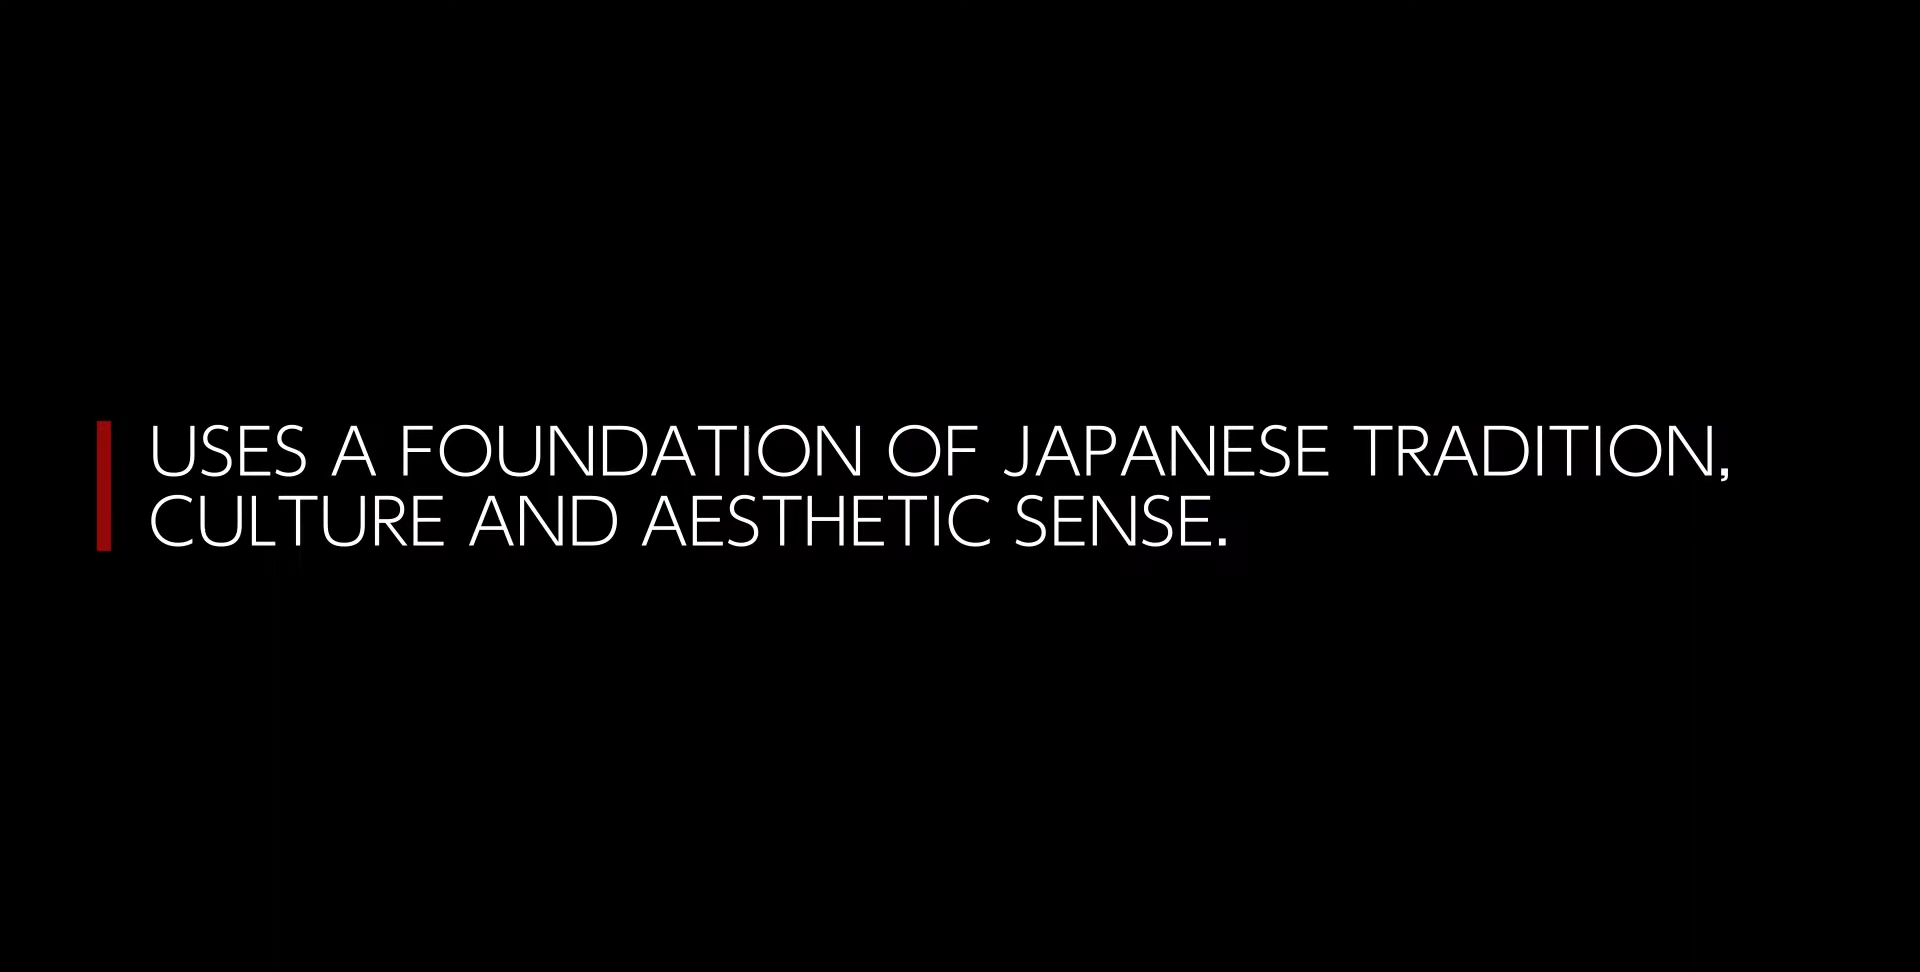 USES A FOUNDATION OF JAPANESE TRADITION,
CULTURE AND AESTHETIC SENSE.